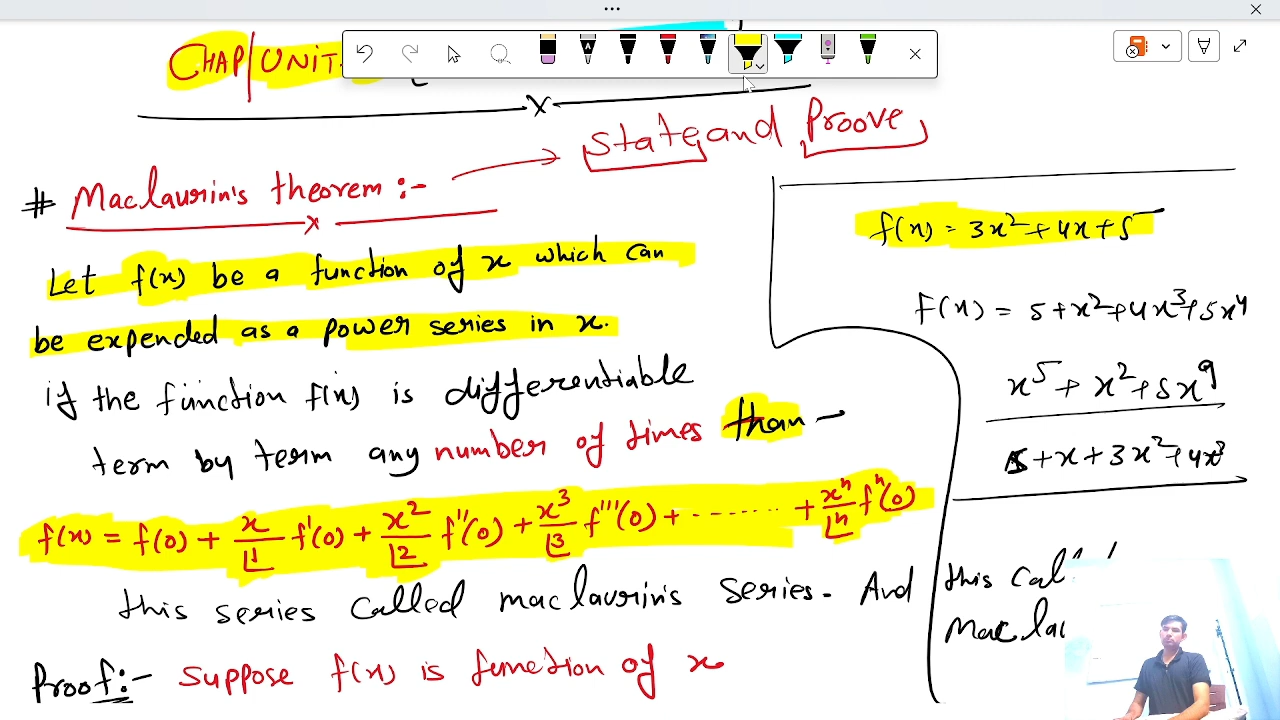 CHAP/UNIT
State and Proove
# Maclaurin's theorem :-
Let f(x) be a function of x which can
be expended as a power series in x.
if the function f(x) is differentiable
term by term any number of times than -
f(x) = f(0) + x/⌊1 f'(0) + x²/⌊2 f''(0) + x³/⌊3 f'''(0) + ....... + xⁿ/⌊n fⁿ(0)
this series called maclaurin's series. And
Proof:- suppose f(x) is function of x
f(x) = 3x² + 4x + 5
f(x) = 5 + x² + 4x³ + 5x⁴
x⁵ + x² + 5x⁹
5 + x + 3x² + 4x³
this